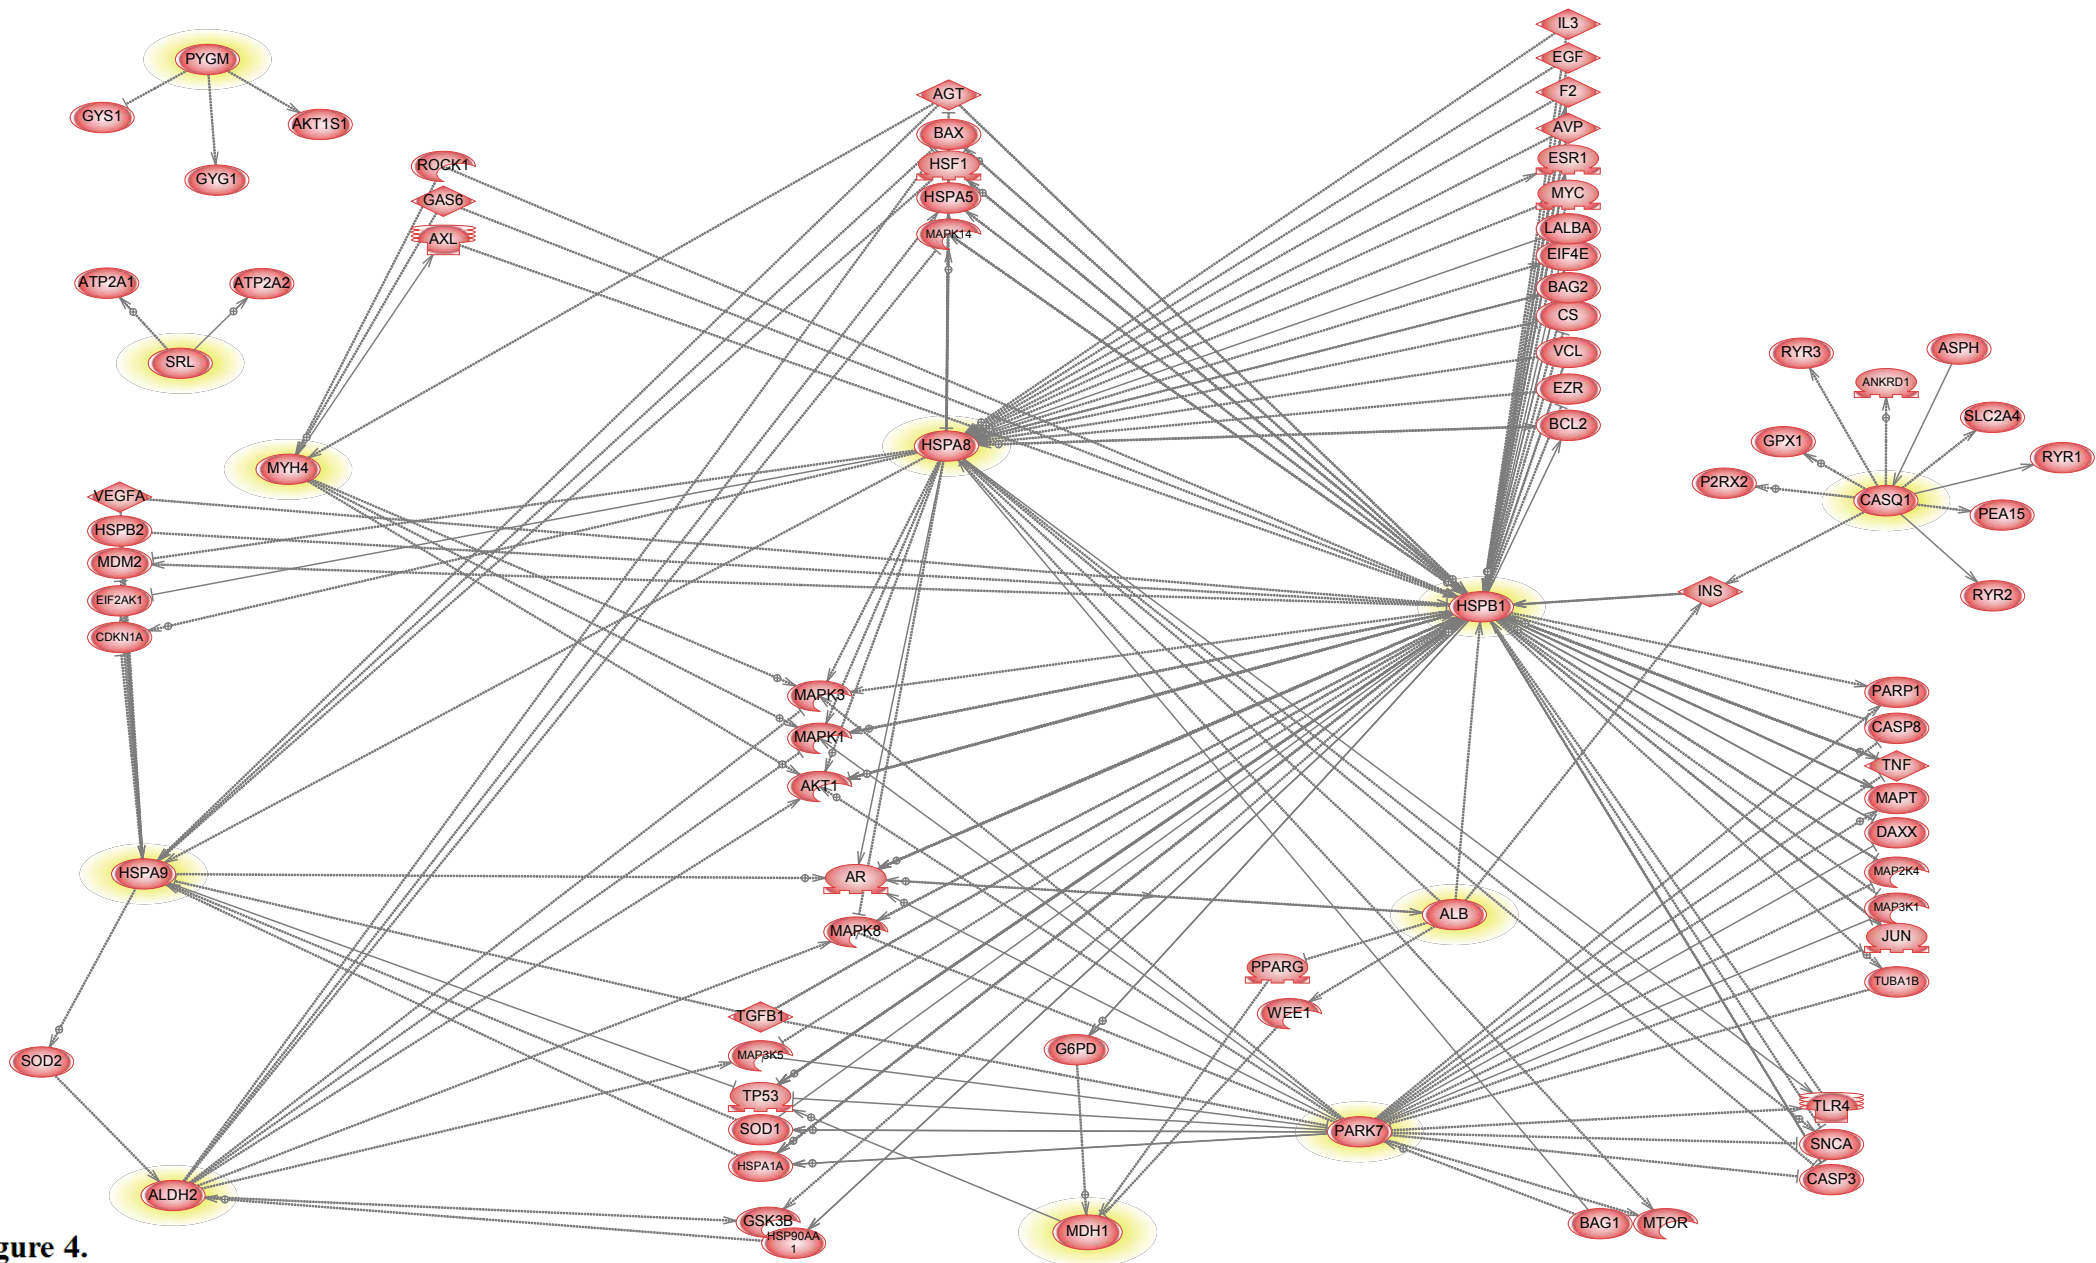 IL3
EGF
PYGM
F2
AGT
GYS1
AKT1S1
AVP
BAX
ESR1
ROCK1
HSF1
GYG1
GAS6
HSPA5
MYC
AXL
MAPK14
LALBA
EIF4E
ATP2A1
ATP2A2
BAG2
CS
SRL
VCL
RYR3
ASPH
EZR
ANKRD1
SLC2A4
BCL2
GPX1
HSPA8
MYH4
RYR1
P2RX2
VEGFA
CASQ1
PEA15
HSPB2
MDM2
INS
EIF2AK1
HSPB1
RYR2
CDKN1A
MAPK3
PARP1
MAPK1
CASP8
TNF
AKT1
MAPT
DAXX
HSPA9
AR
MAP2K4
ALB
MAP3K1
MAPK8
JUN
PPARG
TUBA1B
TGFB1
WEE1
SOD2
MAP3K5
G6PD
TP53
TLR4
SOD1
PARK7
SNCA
HSPA1A
CASP3
ALDH2
GSK3B
MDH1
BAG1
MTOR
HSP90AA
1
gure 4.